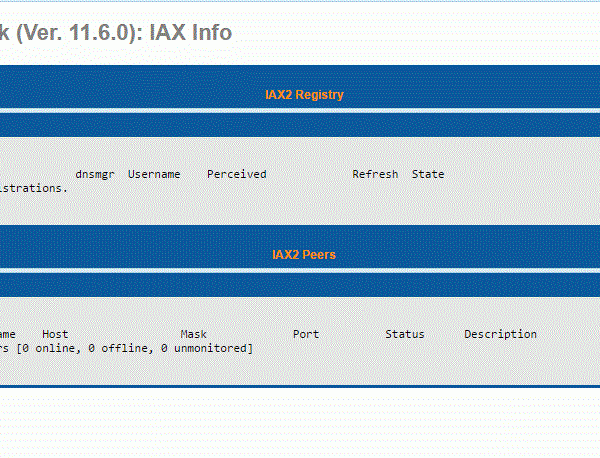 k (Ver. 11.6.0): IAX Info
IAX2 Registry
dnsmgr Username Perceived Refresh State
istrations.
IAX2 Peers
ame Host Mask Port Status Description
rs [0 online, 0 offline, 0 unmonitored]